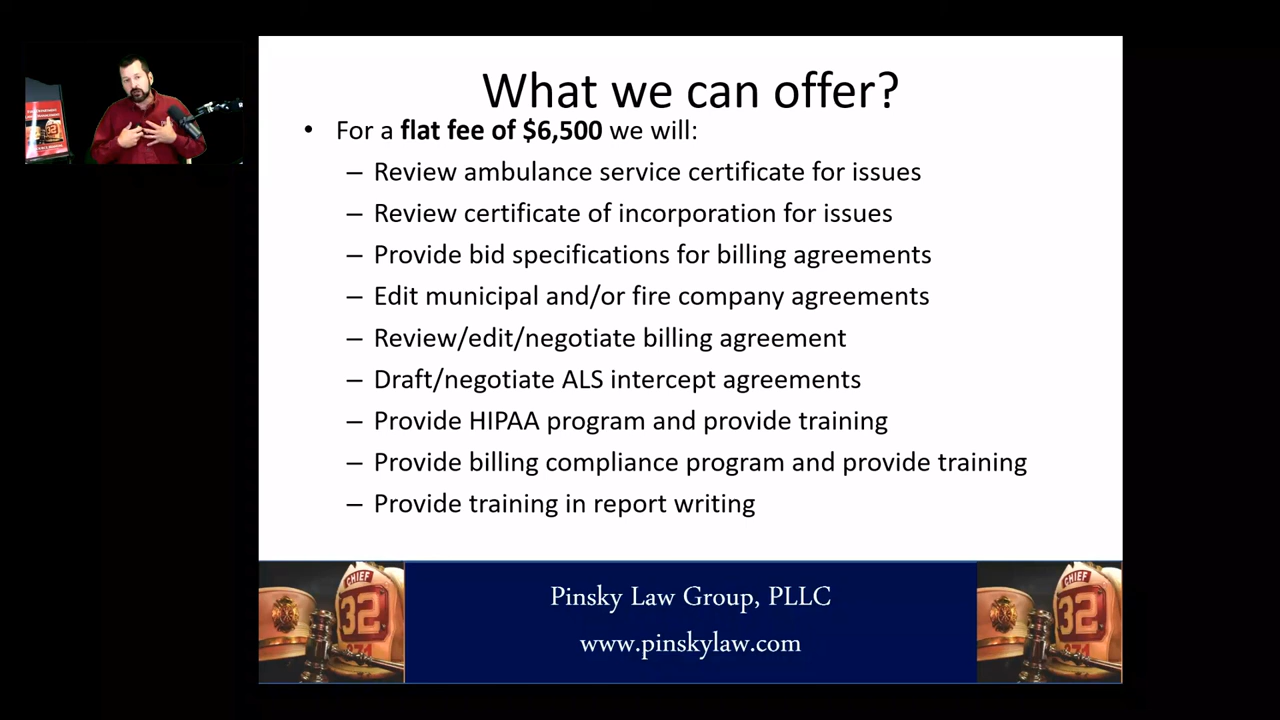 What we can offer?
• For a flat fee of $6,500 we will:
– Review ambulance service certificate for issues
– Review certificate of incorporation for issues
– Provide bid specifications for billing agreements
– Edit municipal and/or fire company agreements
– Review/edit/negotiate billing agreement
– Draft/negotiate ALS intercept agreements
– Provide HIPAA program and provide training
– Provide billing compliance program and provide training
– Provide training in report writing
CHIEF
32
Pinsky Law Group, PLLC
www.pinskylaw.com
CHIEF
32